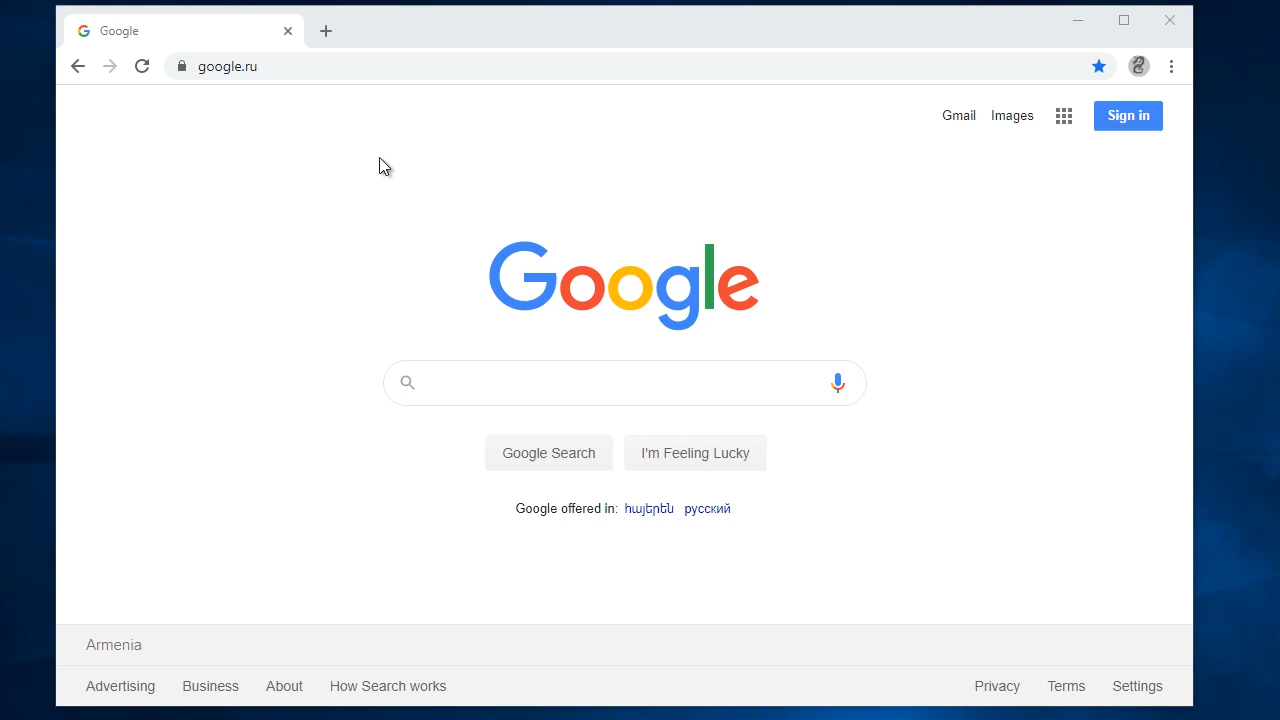 Google
google.ru
Gmail Images Sign in
Google
Google Search I'm Feeling Lucky
Google offered in: հայերեն русский
Armenia
Advertising Business About How Search works Privacy Terms Settings